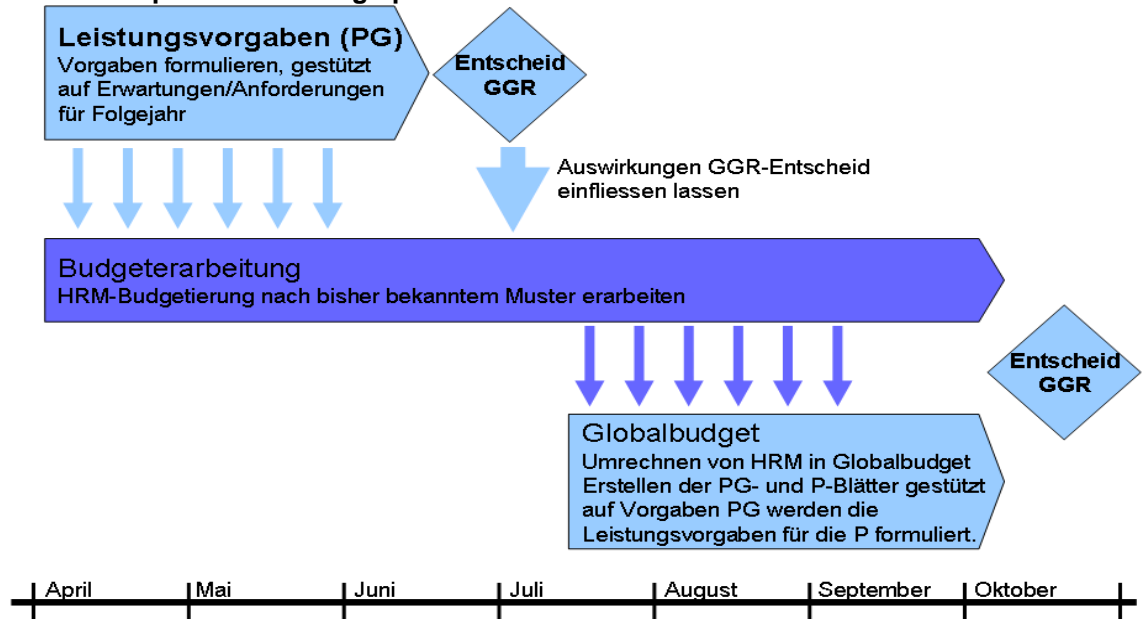 Leistungsvorgaben (PG)
Vorgaben formulieren, gestützt
auf Erwartungen/Anforderungen
für Folgejahr
Entscheid
GGR
Auswirkungen GGR-Entscheid
einfliessen lassen
Budgeterarbeitung
HRM-Budgetierung nach bisher bekanntem Muster erarbeiten
Entscheid
GGR
Globalbudget
Umrechnen von HRM in Globalbudget
Erstellen der PG- und P-Blätter gestützt
auf Vorgaben PG werden die
Leistungsvorgaben für die P formuliert.
April Mai Juni Juli August September Oktober